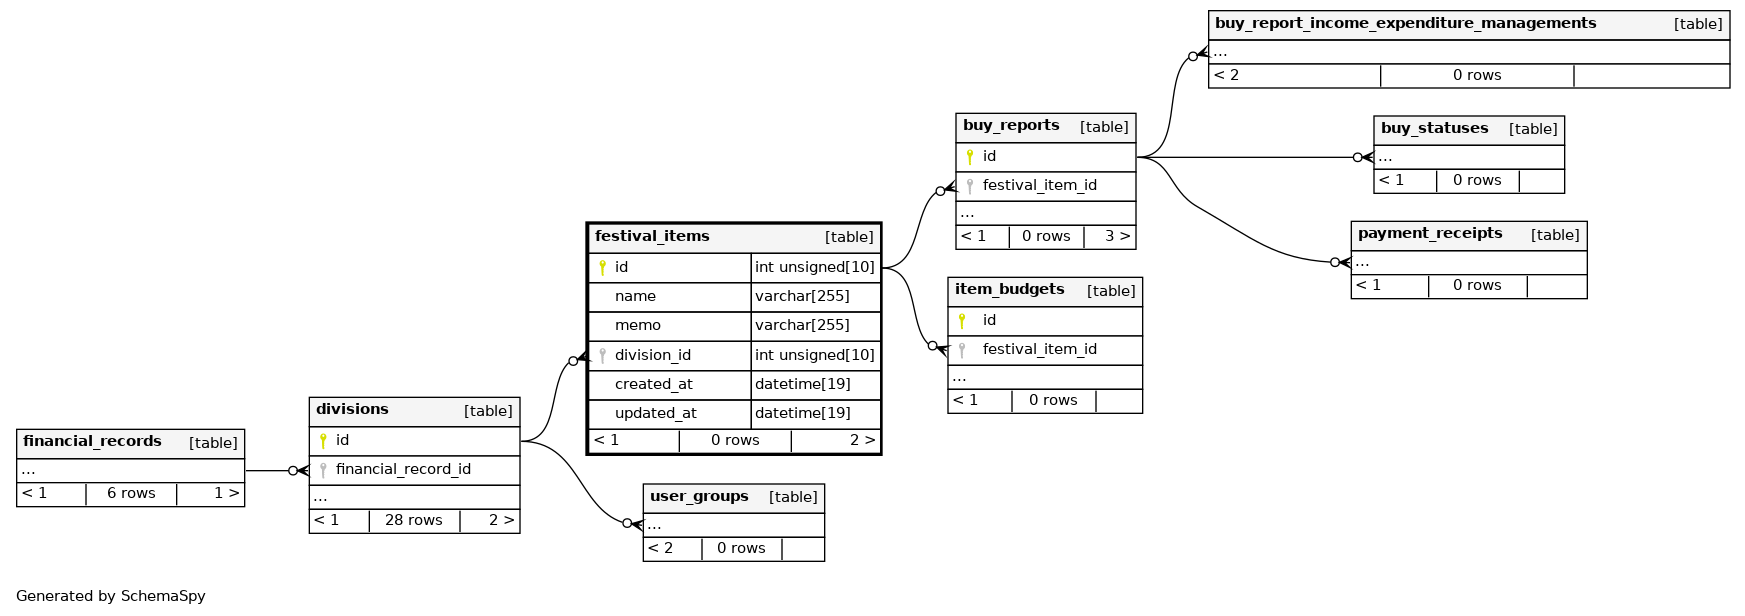 buy_report_income_expenditure_managements [table]
...
< 2 0 rows
buy_reports [table]
id
festival_item_id
...
< 1 0 rows 3 >
buy_statuses [table]
...
< 1 0 rows
payment_receipts [table]
...
< 1 0 rows
festival_items [table]
id int unsigned[10]
name varchar[255]
memo varchar[255]
division_id int unsigned[10]
created_at datetime[19]
updated_at datetime[19]
< 1 0 rows 2 >
item_budgets [table]
id
festival_item_id
...
< 1 0 rows
divisions [table]
id
financial_record_id
...
< 1 28 rows 2 >
financial_records [table]
...
< 1 6 rows 1 >
user_groups [table]
...
< 2 0 rows
Generated by SchemaSpy